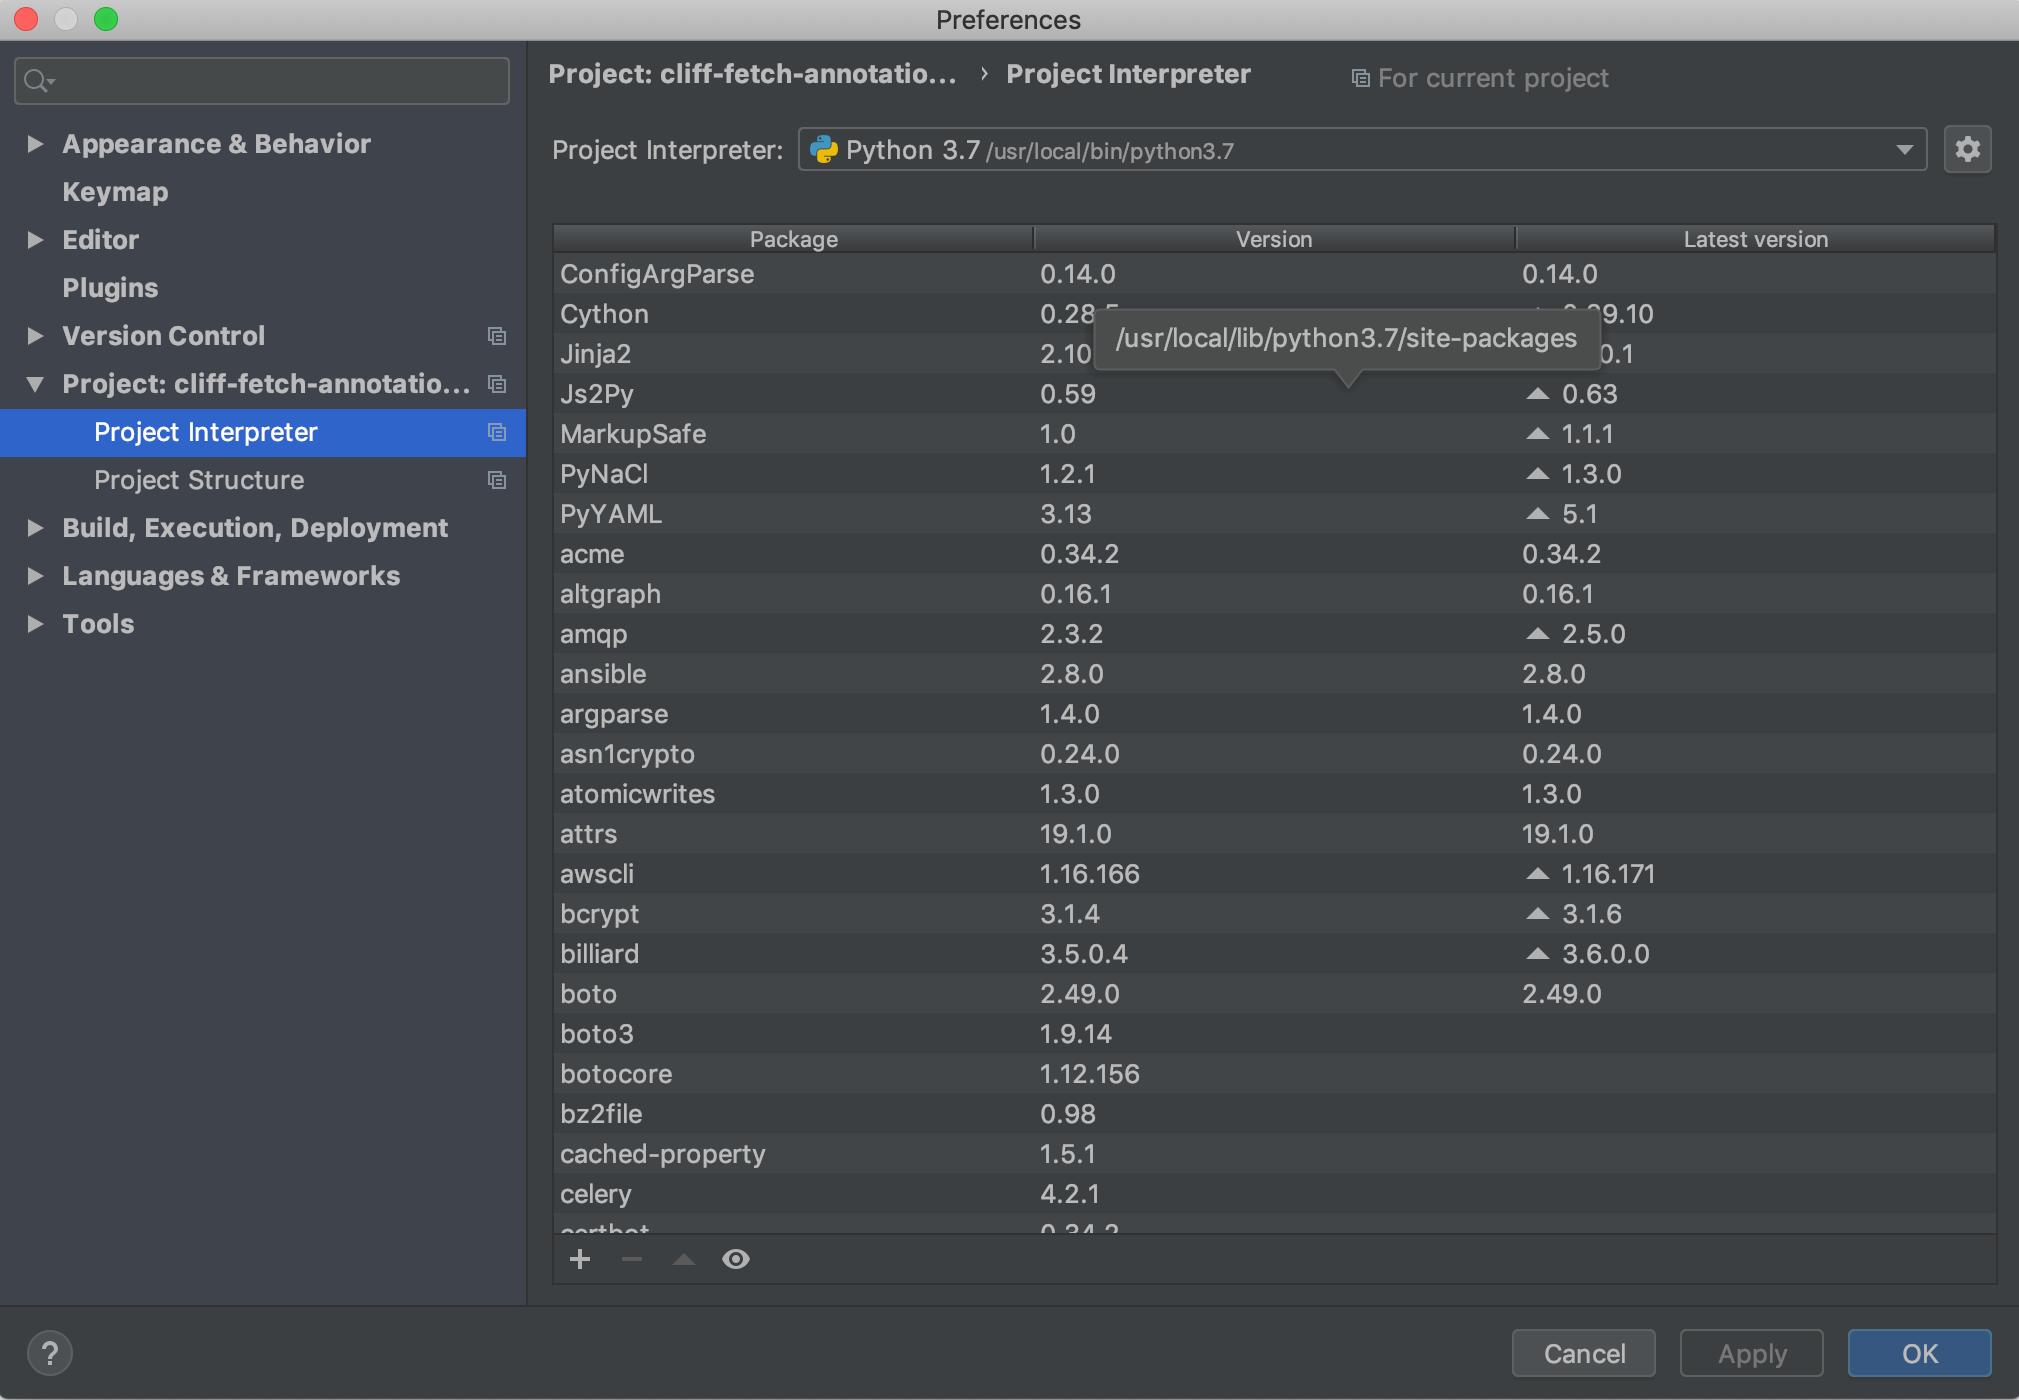 Preferences
Project: cliff-fetch-annotatio... › Project Interpreter For current project
Appearance & Behavior
Keymap
Editor
Plugins
Version Control
Project: cliff-fetch-annotatio...
Project Interpreter
Project Structure
Build, Execution, Deployment
Languages & Frameworks
Tools
Project Interpreter: Python 3.7 /usr/local/bin/python3.7
Package Version Latest version
ConfigArgParse 0.14.0 0.14.0
Cython 0.28.5
/usr/local/lib/python3.7/site-packages
Jinja2 2.10
Js2Py 0.59 0.63
MarkupSafe 1.0 1.1.1
PyNaCl 1.2.1 1.3.0
PyYAML 3.13 5.1
acme 0.34.2 0.34.2
altgraph 0.16.1 0.16.1
amqp 2.3.2 2.5.0
ansible 2.8.0 2.8.0
argparse 1.4.0 1.4.0
asn1crypto 0.24.0 0.24.0
atomicwrites 1.3.0 1.3.0
attrs 19.1.0 19.1.0
awscli 1.16.166 1.16.171
bcrypt 3.1.4 3.1.6
billiard 3.5.0.4 3.6.0.0
boto 2.49.0 2.49.0
boto3 1.9.14
botocore 1.12.156
bz2file 0.98
cached-property 1.5.1
celery 4.2.1
certbot 0.34.2
?
Cancel Apply OK